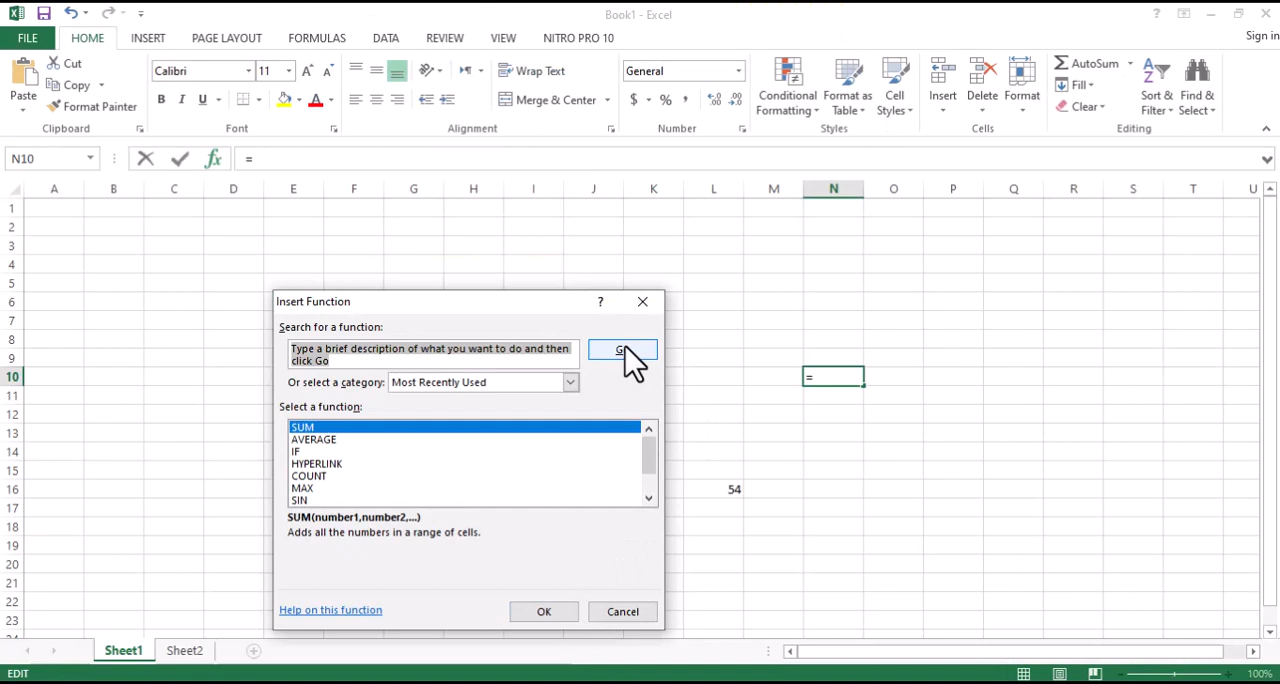 Book1 - Excel
Sign in
FILE HOME INSERT PAGE LAYOUT FORMULAS DATA REVIEW VIEW NITRO PRO 10
Paste
Cut
Copy
Format Painter
Clipboard
Calibri 11
B I U
Font
Wrap Text
Merge & Center
Alignment
General
$ % ,
Number
Conditional
Formatting
Format as
Table
Cell
Styles
Styles
Insert Delete Format
Cells
AutoSum
Fill
Clear
Sort &
Filter
Find &
Select
Editing
N10 fx =
A B C D E F G H I J K L M N O P Q R S T U
1
2
3
4
5
6
7
8
9
10 =
11
12
13
14
15
16 54
17
18
19
20
21
22
23
Insert Function ?
Search for a function:
Type a brief description of what you want to do and then
click Go
Or select a category: Most Recently Used
Select a function:
SUM
AVERAGE
IF
HYPERLINK
COUNT
MAX
SIN
SUM(number1,number2,...)
Adds all the numbers in a range of cells.
Help on this function
OK Cancel
Sheet1 Sheet2
EDIT
100%